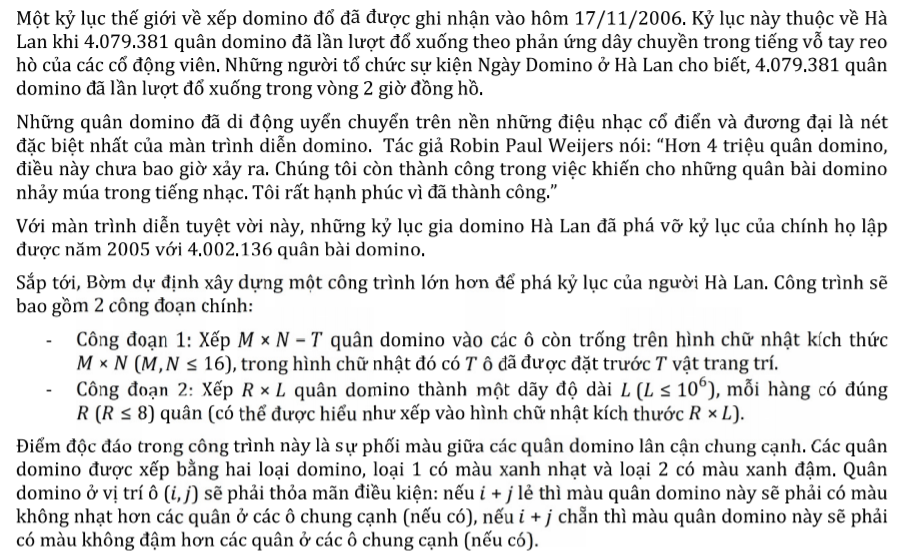 Một kỷ lục thế giới về xếp domino đổ đã được ghi nhận vào hôm 17/11/2006. Kỷ lục này thuộc về Hà
Lan khi 4.079.381 quân domino đã lần lượt đổ xuống theo phản ứng dây chuyền trong tiếng vỗ tay reo
hò của các cổ động viên. Những người tổ chức sự kiện Ngày Domino ở Hà Lan cho biết, 4.079.381 quân
domino đã lần lượt đổ xuống trong vòng 2 giờ đồng hồ.
Những quân domino đã di động uyển chuyển trên nền những điệu nhạc cổ điển và đương đại là nét
đặc biệt nhất của màn trình diễn domino. Tác giả Robin Paul Weijers nói: "Hơn 4 triệu quân domino,
điều này chưa bao giờ xảy ra. Chúng tôi còn thành công trong việc khiến cho những quân bài domino
nhảy múa trong tiếng nhạc. Tôi rất hạnh phúc vì đã thành công."
Với màn trình diễn tuyệt vời này, những kỷ lục gia domino Hà Lan đã phá vỡ kỷ lục của chính họ lập
được năm 2005 với 4.002.136 quân bài domino.
Sắp tới, Bờm dự định xây dựng một công trình lớn hơn để phá kỷ lục của người Hà Lan. Công trình sẽ
bao gồm 2 công đoạn chính:
- Công đoạn 1: Xếp M × N – T quân domino vào các ô còn trống trên hình chữ nhật kích thức
M × N (M, N ≤ 16), trong hình chữ nhật đó có T ô đã được đặt trước T vật trang trí.
- Công đoạn 2: Xếp R × L quân domino thành một dãy độ dài L (L ≤ 10⁶), mỗi hàng có đúng
R (R ≤ 8) quân (có thể được hiểu như xếp vào hình chữ nhật kích thước R × L).
Điểm độc đáo trong công trình này là sự phối màu giữa các quân domino lân cận chung cạnh. Các quân
domino được xếp bằng hai loại domino, loại 1 có màu xanh nhạt và loại 2 có màu xanh đậm. Quân
domino ở vị trí ô (i, j) sẽ phải thỏa mãn điều kiện: nếu i + j lẻ thì màu quân domino này sẽ phải có màu
không nhạt hơn các quân ở các ô chung cạnh (nếu có), nếu i + j chẵn thì màu quân domino này sẽ phải
có màu không đậm hơn các quân ở các ô chung cạnh (nếu có).